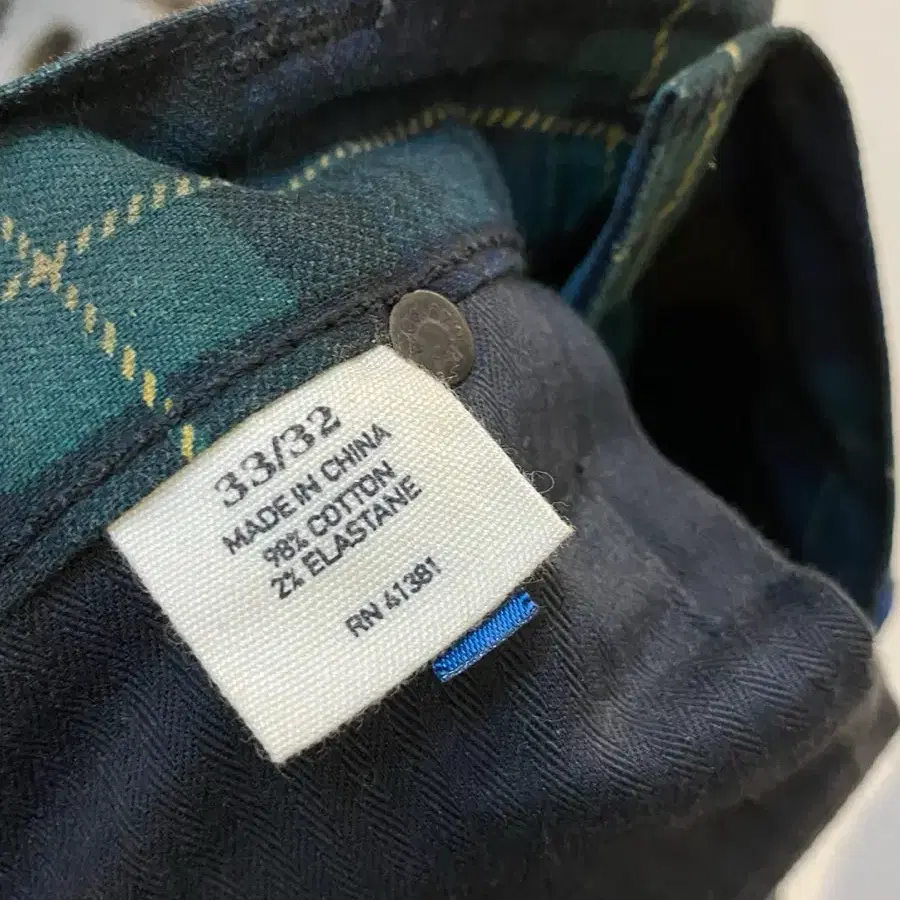 33/32
MADE IN CHINA
98% COTTON
2% ELASTANE
RN 41381